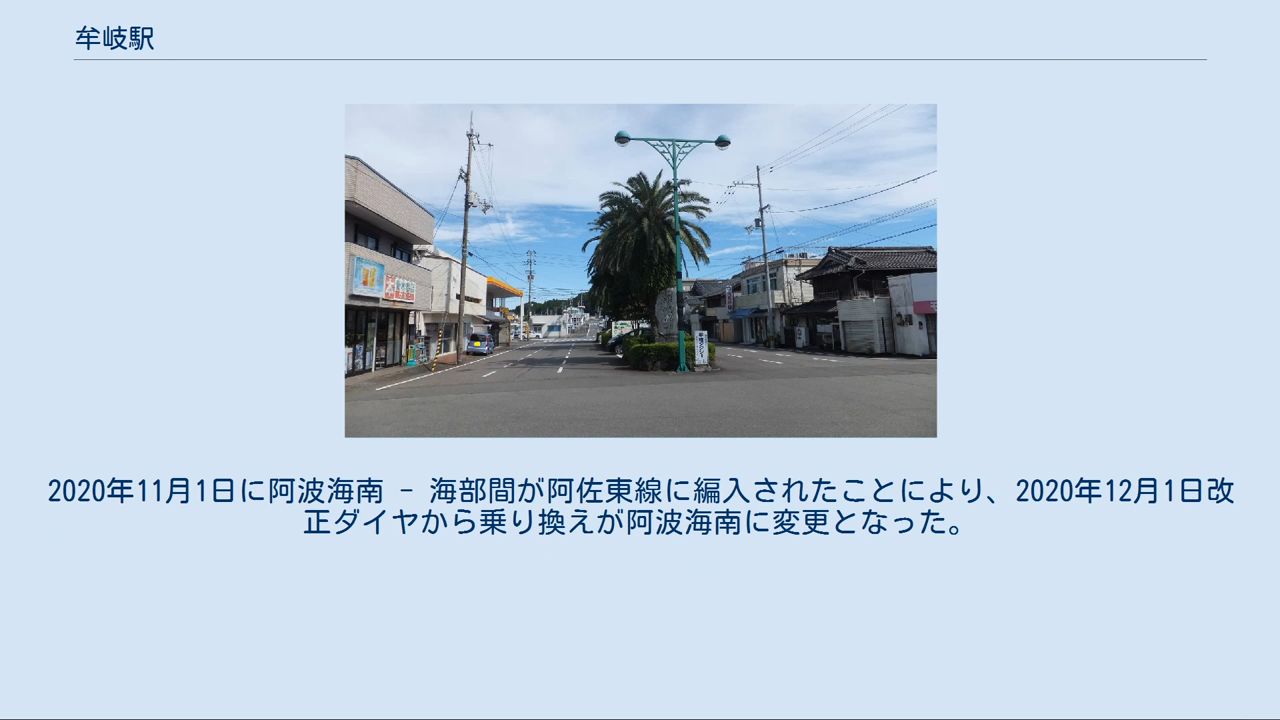 牟岐駅
2020年11月1日に阿波海南 - 海部間が阿佐東線に編入されたことにより、2020年12月1日改
正ダイヤから乗り換えが阿波海南に変更となった。